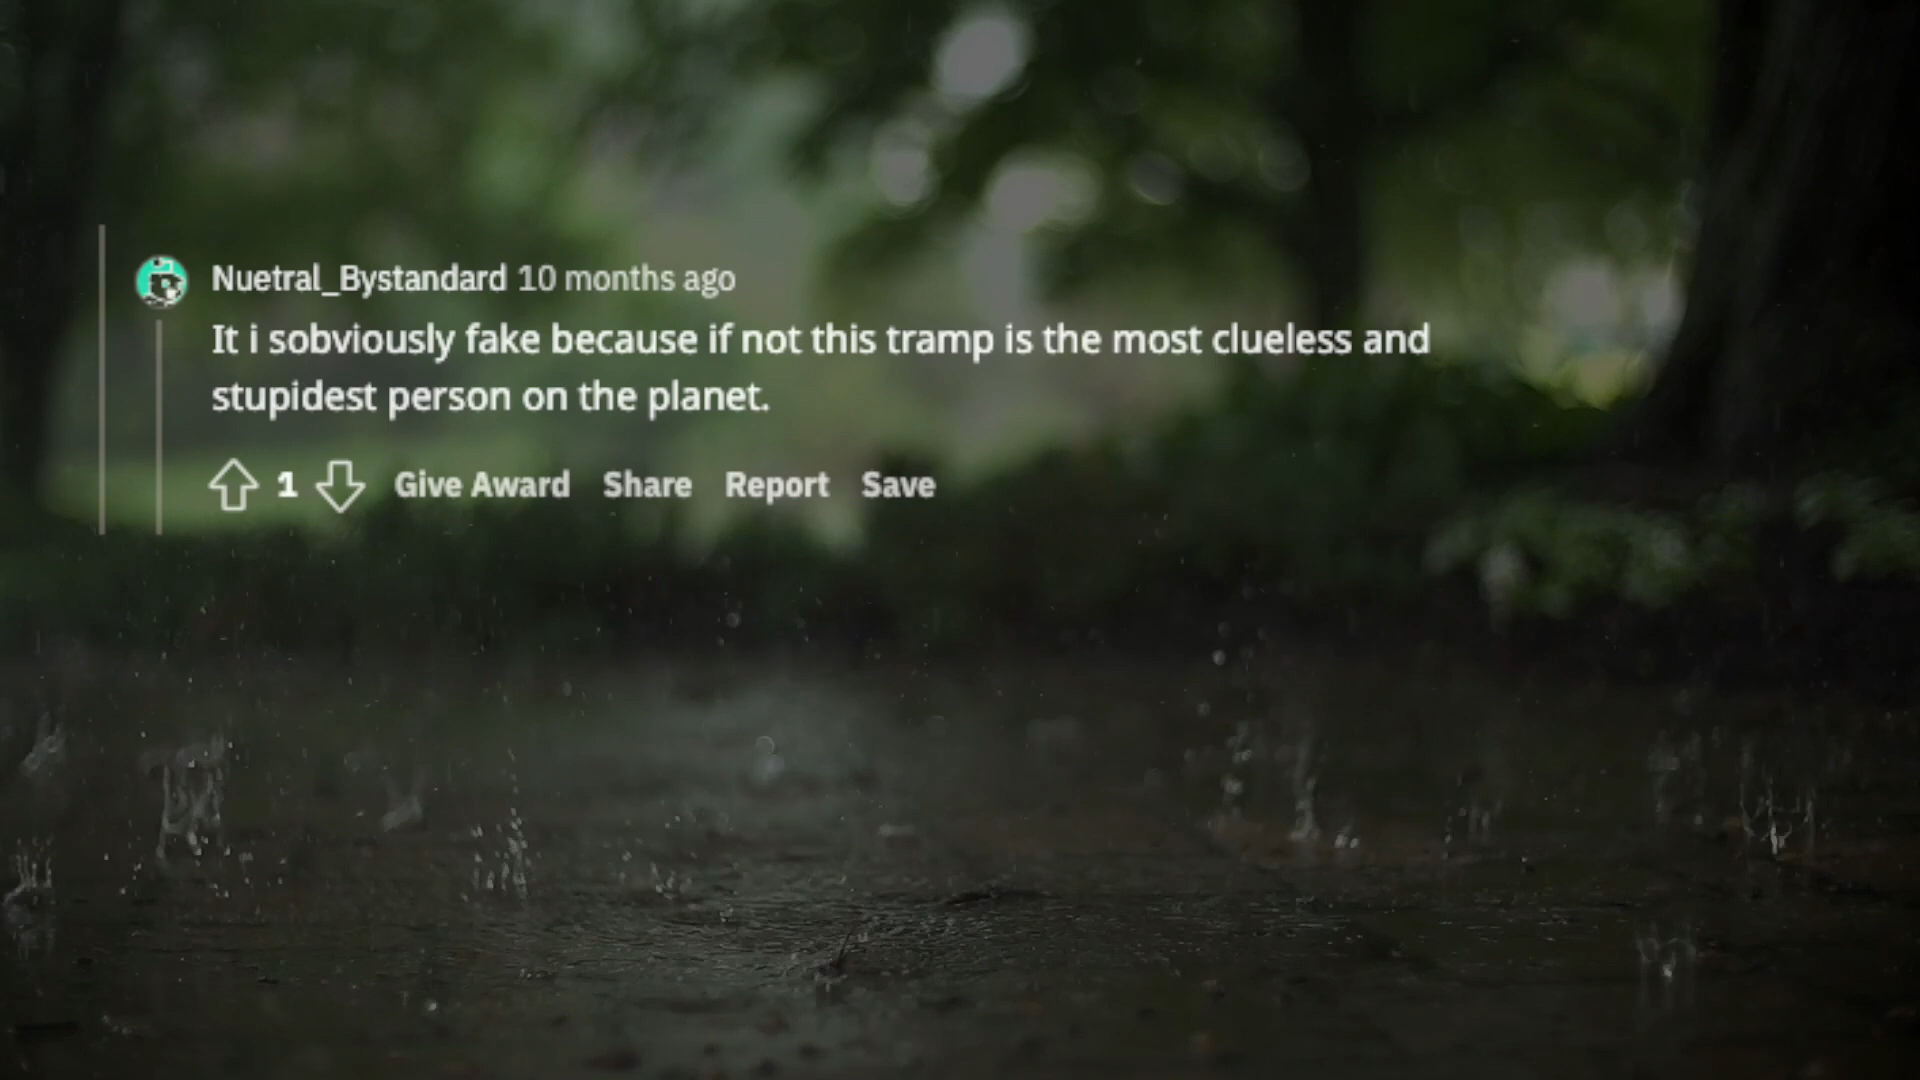 Nuetral_Bystandard 10 months ago
It i sobviously fake because if not this tramp is the most clueless and
stupidest person on the planet.
1 Give Award Share Report Save